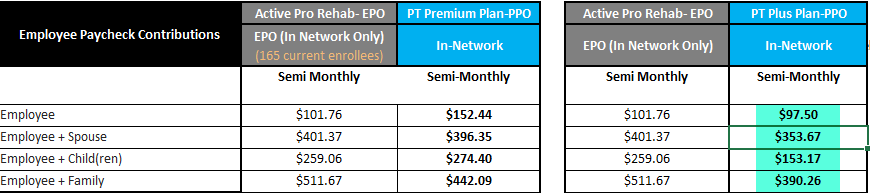 Employee Paycheck Contributions
Active Pro Rehab- EPO
PT Premium Plan-PPO
EPO (In Network Only)
(165 current enrollees)
In-Network
Semi Monthly
Semi-Monthly
Employee $101.76 $152.44
Employee + Spouse $401.37 $396.35
Employee + Child(ren) $259.06 $274.40
Employee + Family $511.67 $442.09
Active Pro Rehab- EPO
PT Plus Plan-PPO
EPO (In Network Only)
In-Network
Semi Monthly
Semi-Monthly
$101.76 $97.50
$401.37 $353.67
$259.06 $153.17
$511.67 $390.26